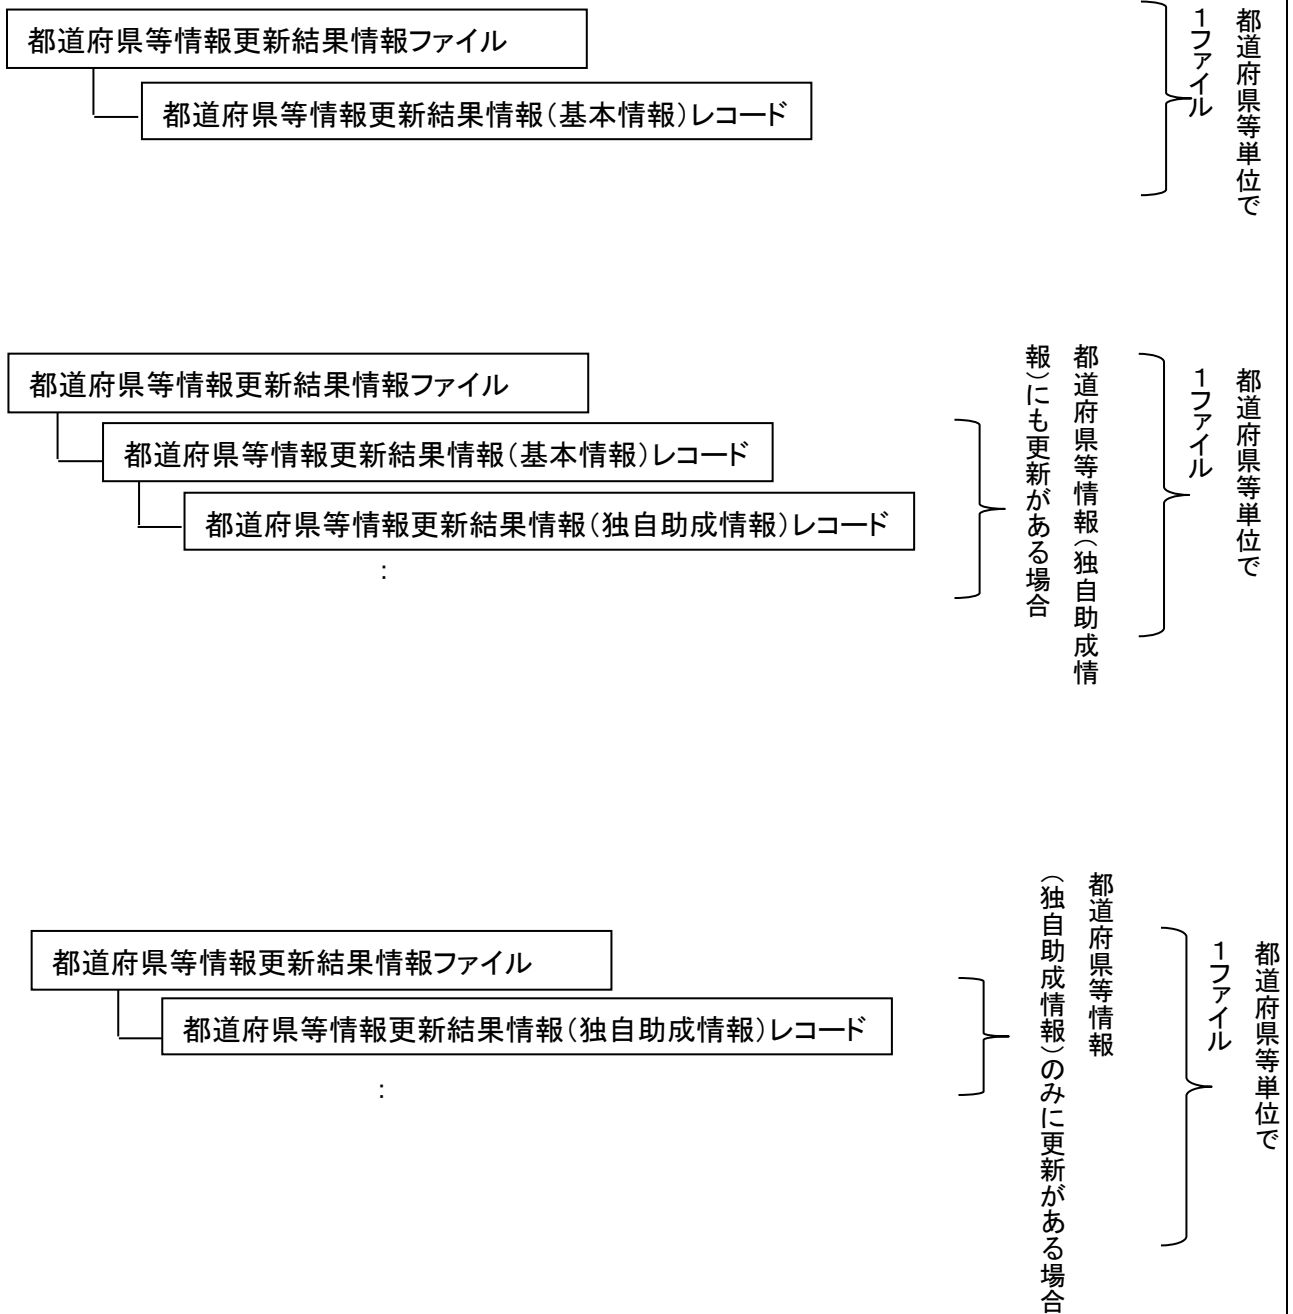 都道府県等情報更新結果情報ファイル
都道府県等情報更新結果情報（基本情報）レコード
都道府県等単位で
１ファイル
都道府県等情報更新結果情報ファイル
都道府県等情報更新結果情報（基本情報）レコード
都道府県等情報更新結果情報（独自助成情報）レコード
：
都道府県等情報（独自助成情
報）にも更新がある場合
都道府県等単位で
１ファイル
都道府県等情報更新結果情報ファイル
都道府県等情報更新結果情報（独自助成情報）レコード
：
都道府県等情報
（独自助成情報）のみに更新がある場合
都道府県等単位で
１ファイル